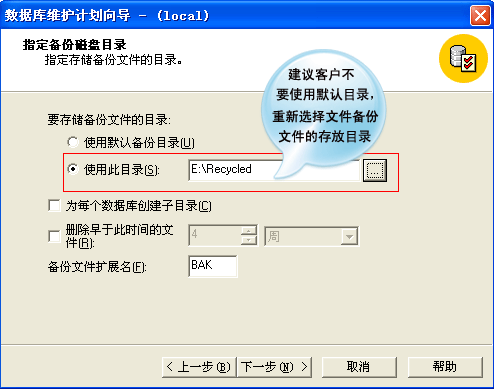 数据库维护计划向导 - (local)
指定备份磁盘目录
指定存储备份文件的目录。
建议客户不
要使用默认目录，
重新选择文件备份
文件的存放目录
要存储备份文件的目录:
使用默认备份目录(U)
使用此目录(S):
E:\Recycled
...
为每个数据库创建子目录(C)
删除早于此时间的文
件(R):
4
周
备份文件扩展名(F):
BAK
< 上一步(B)
下一步(N) >
取消
帮助